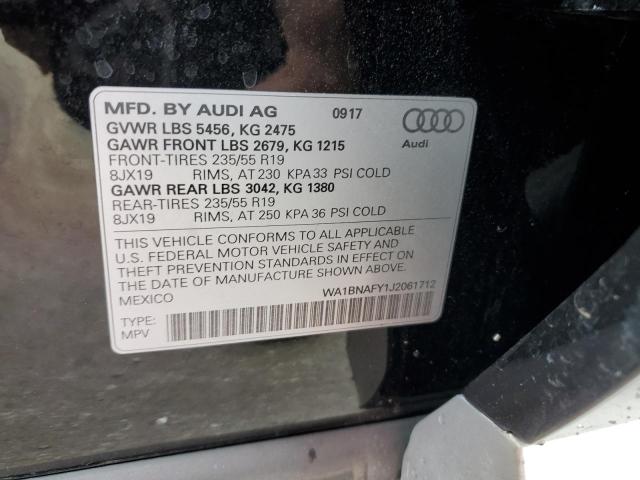 MFD. BY AUDI AG 09 17
GVWR LBS 5456, KG 2475
GAWR FRONT LBS 2679, KG 1215
FRONT-TIRES 235/55 R19
8JX19 RIMS, AT 230 KPA 33 PSI COLD
GAWR REAR LBS 3042, KG 1380
REAR-TIRES 235/55 R19
8JX19 RIMS, AT 250 KPA 36 PSI COLD
Audi
THIS VEHICLE CONFORMS TO ALL APPLICABLE
U.S. FEDERAL MOTOR VEHICLE SAFETY AND
THEFT PREVENTION STANDARDS IN EFFECT ON
THE DATE OF MANUFACTURE SHOWN ABOVE.
MEXICO WA1BNAFY1J2061712
TYPE:
MPV